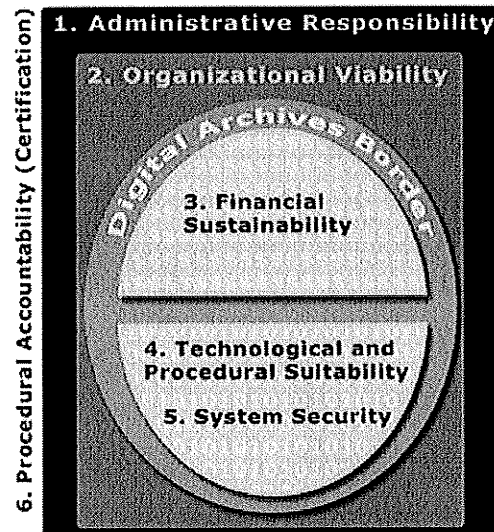 6. Procedural Accountability (Certification)
1. Administrative Responsibility
2. Organizational Viability
Digital Archives Border
3. Financial
Sustainability
4. Technological and
Procedural Suitability
5. System Security